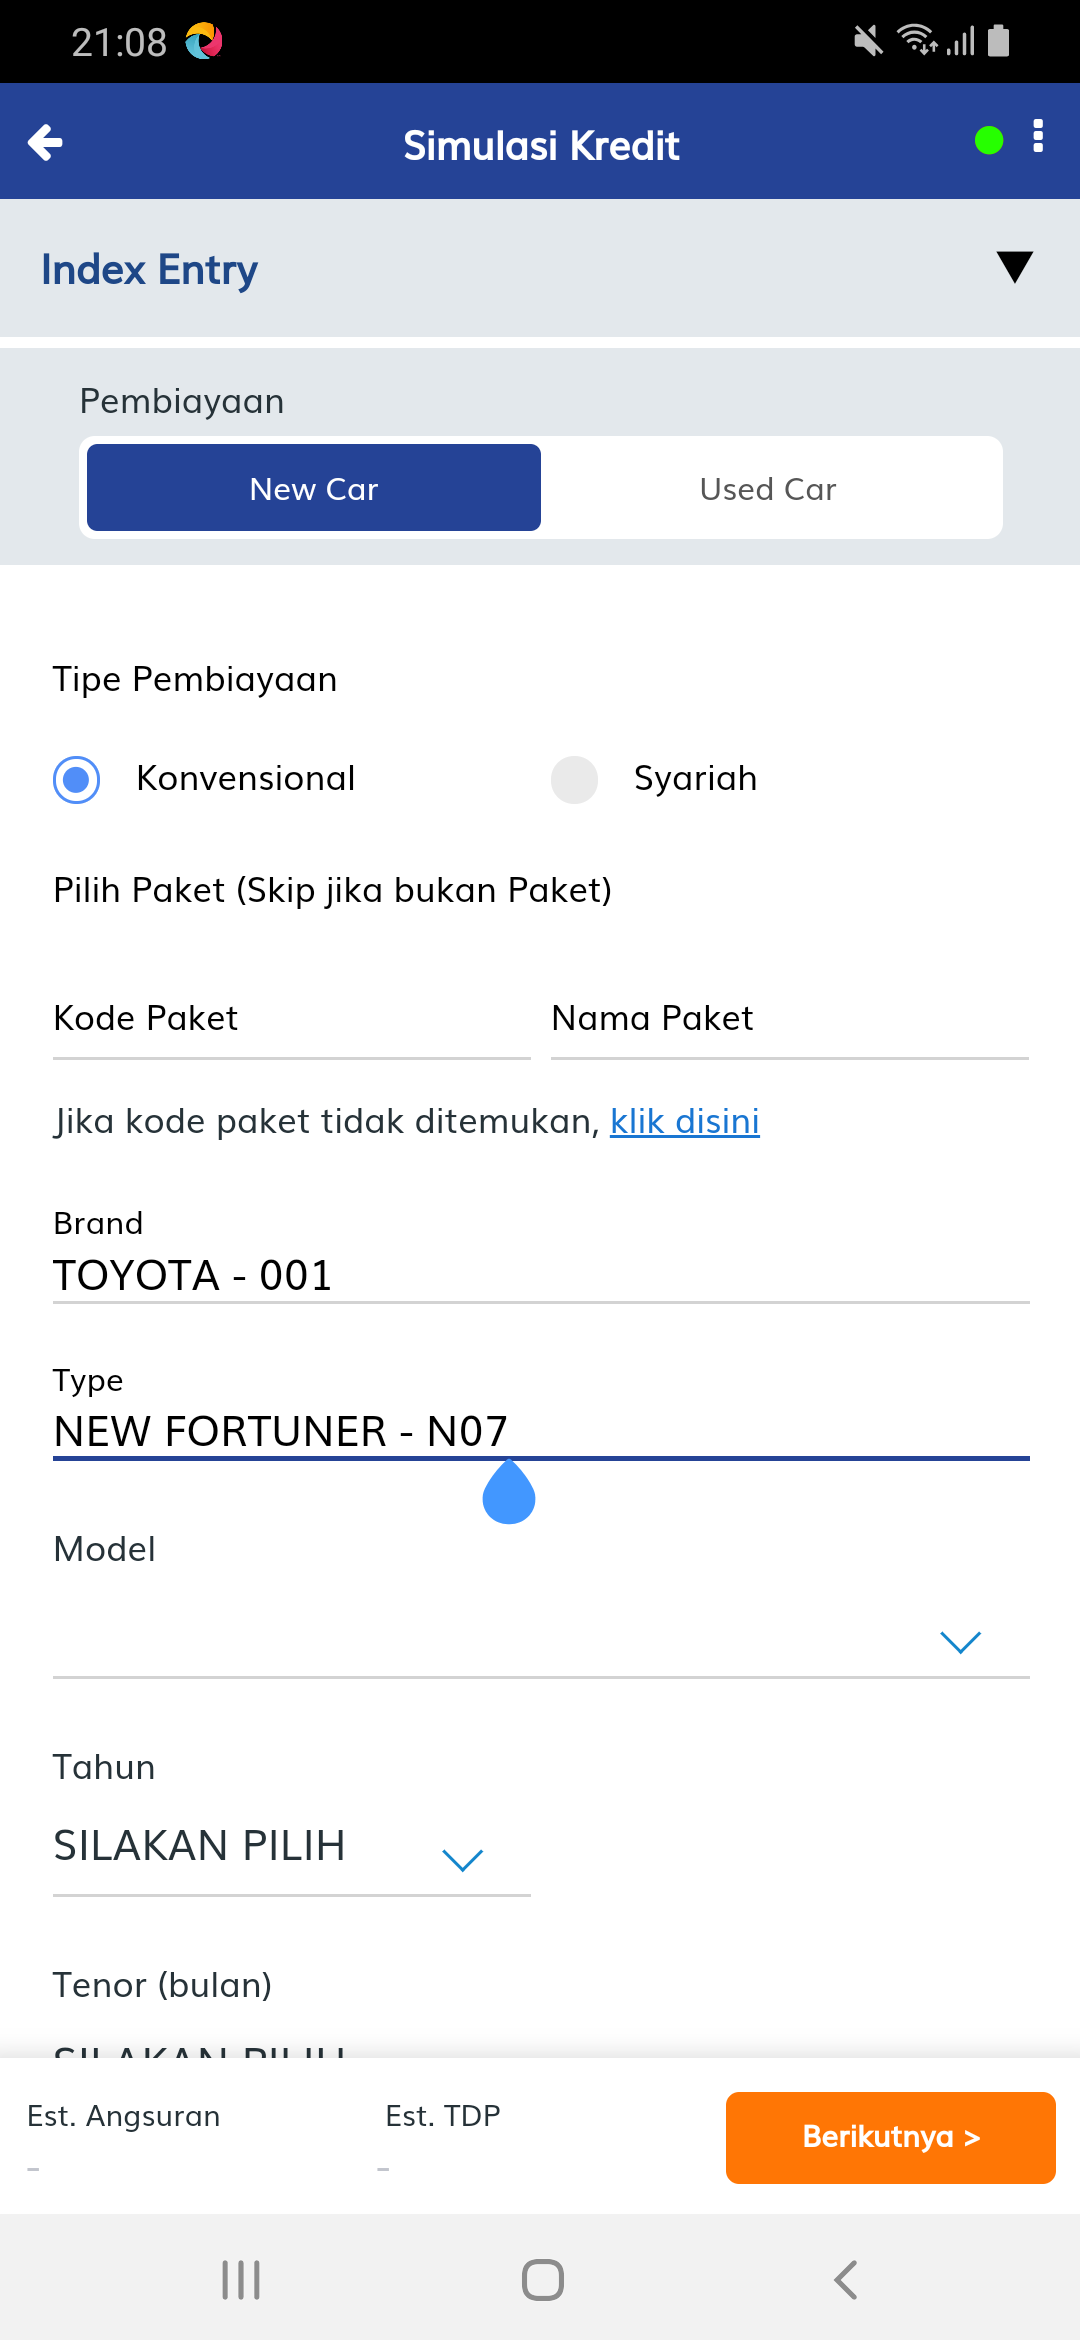 21:08
Simulasi Kredit
Index Entry
Pembiayaan
New Car
Used Car
Tipe Pembiayaan
Konvensional
Syariah
Pilih Paket (Skip jika bukan Paket)
Kode Paket
Nama Paket
Jika kode paket tidak ditemukan, klik disini
Brand
TOYOTA - 001
Type
NEW FORTUNER - N07
Model
Tahun
SILAKAN PILIH
Tenor (bulan)
SILAKAN PILIH
Est. Angsuran
Est. TDP
-
-
Berikutnya >